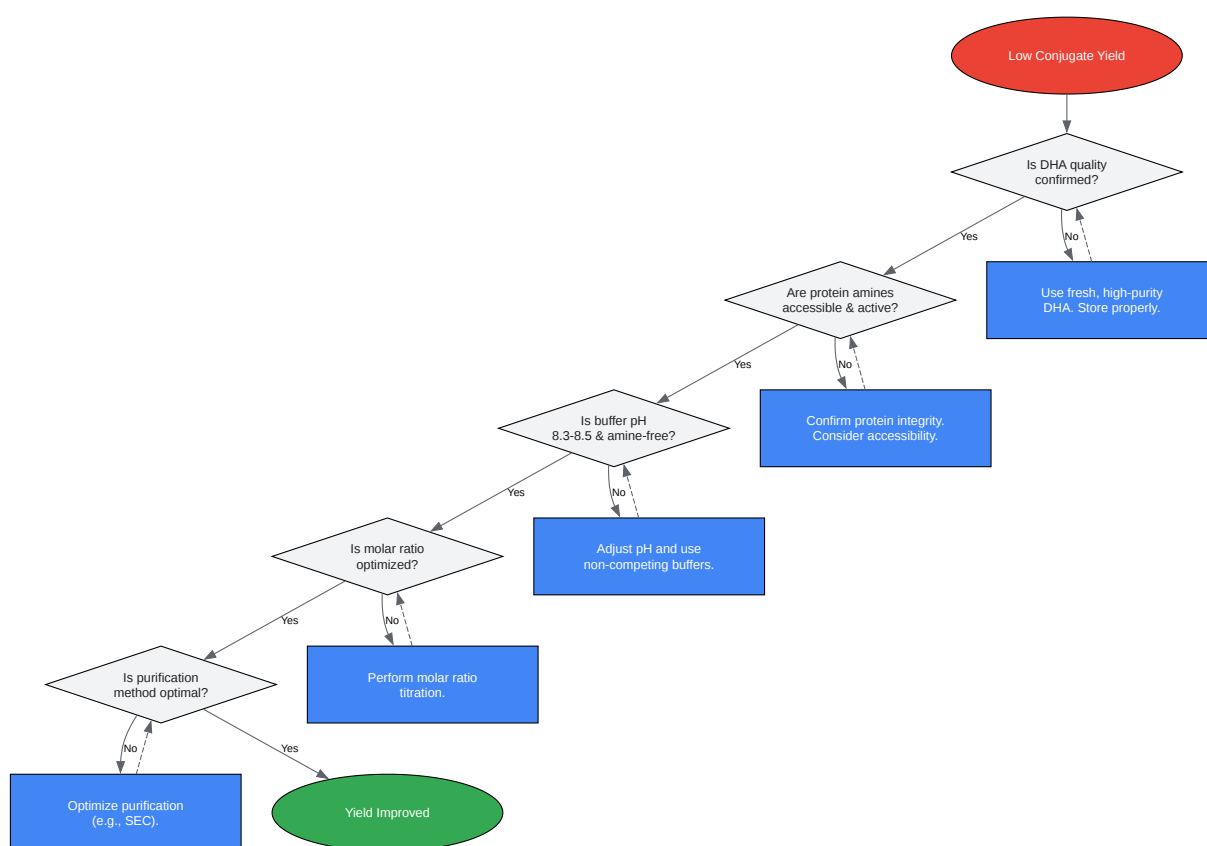 Low Conjugate Yield
Is DHA quality
confirmed?
Yes
No
Use fresh, high-purity
DHA. Store properly.
Are protein amines
accessible & active?
Yes
No
Confirm protein integrity.
Consider accessibility.
Is buffer pH
8.3-8.5 & amine-free?
Yes
No
Adjust pH and use
non-competing buffers.
Is molar ratio
optimized?
Yes
No
Perform molar ratio
titration.
Is purification
method optimal?
No
Yes
Optimize purification
(e.g., SEC).
Yield Improved